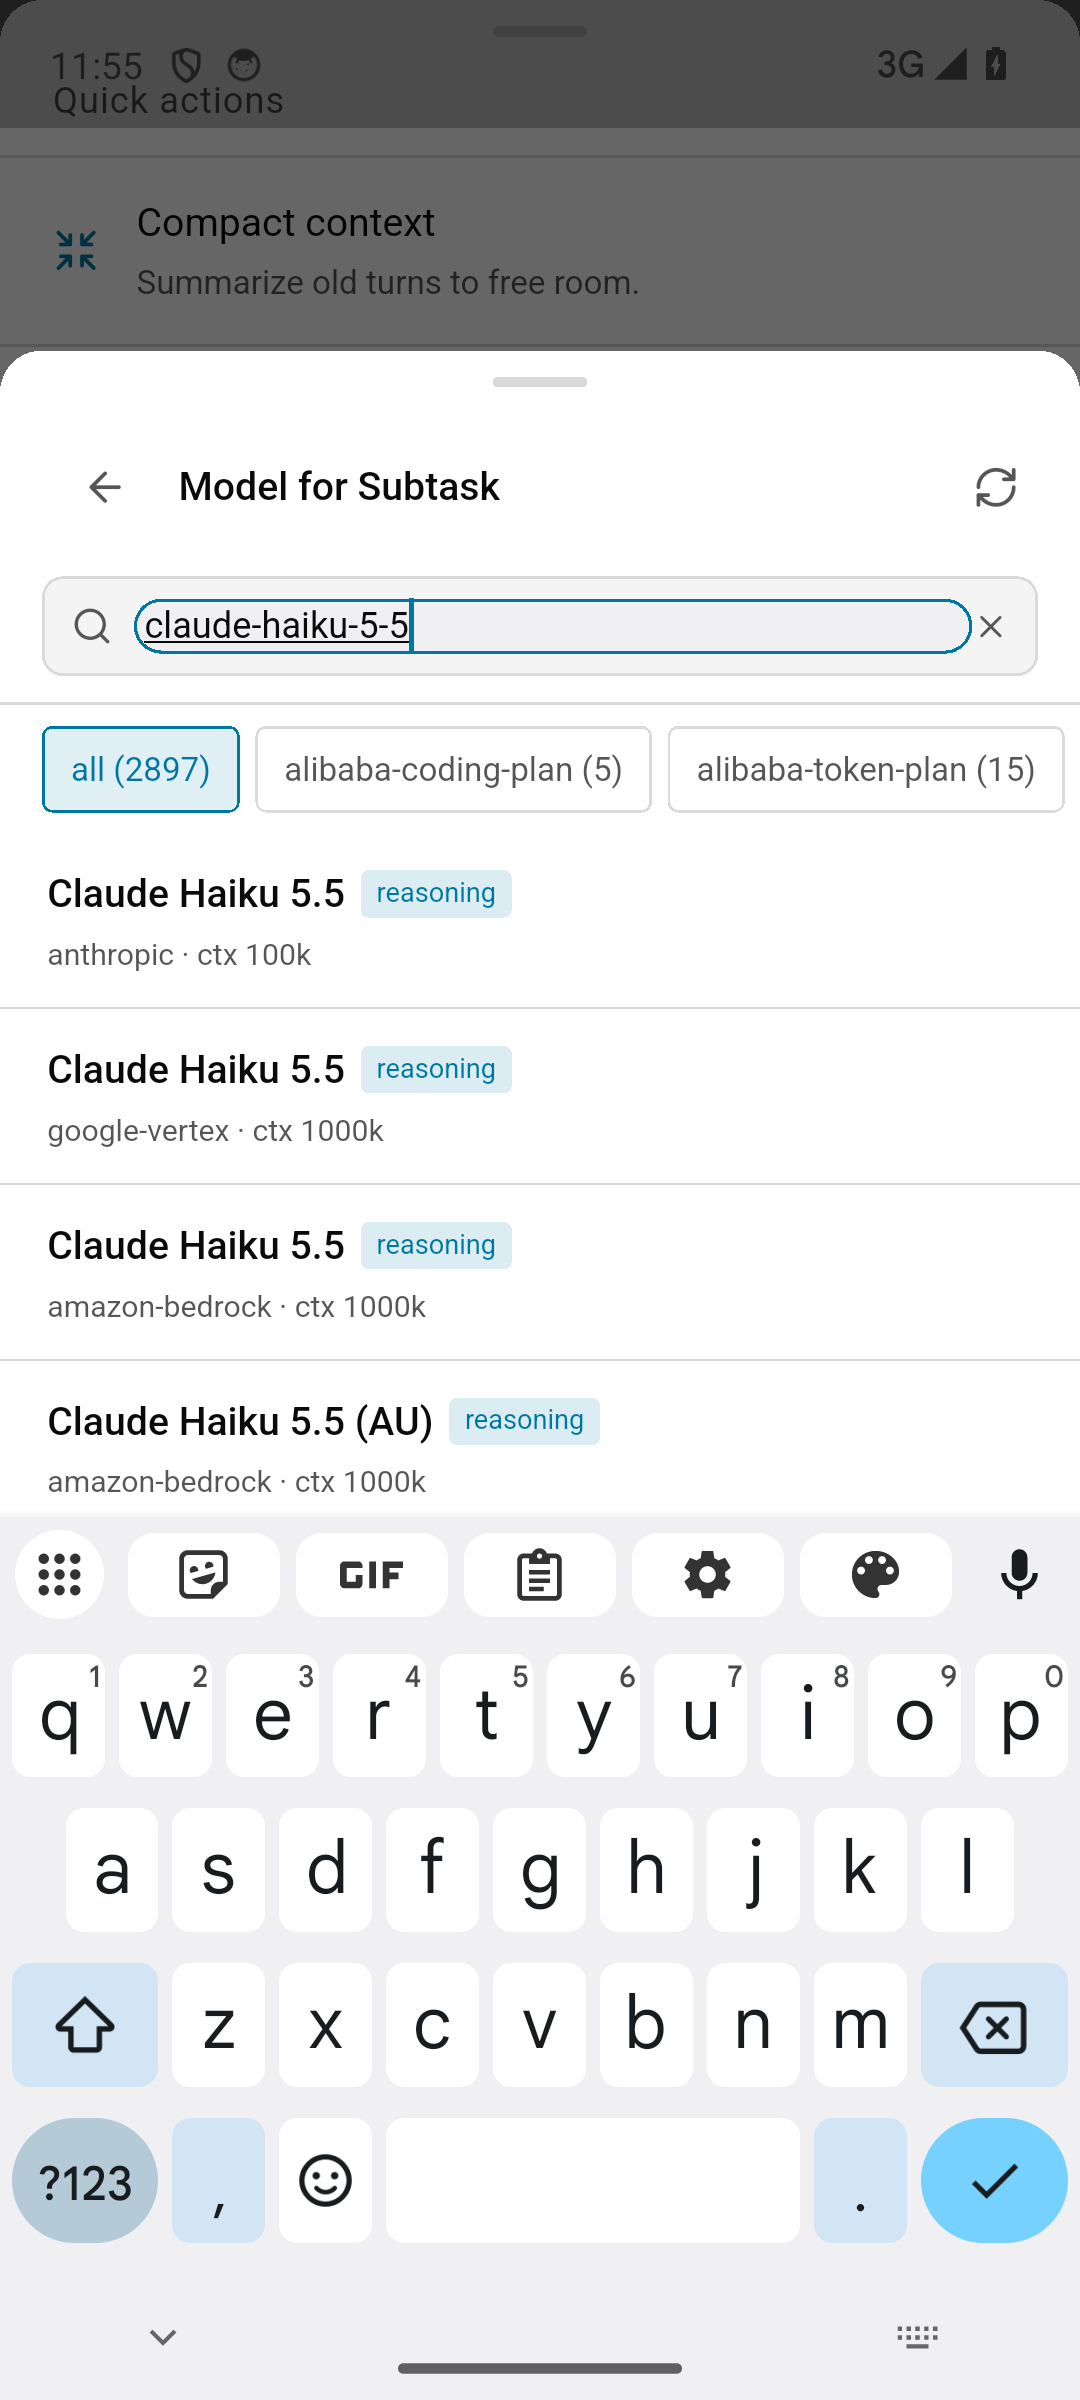 11:55
3G
Quick actions
Compact context
Summarize old turns to free room.
Model for Subtask
claude-haiku-5-5
all (2897)
alibaba-coding-plan (5)
alibaba-token-plan (15)
Claude Haiku 5.5 reasoning
anthropic · ctx 100k
Claude Haiku 5.5 reasoning
google-vertex · ctx 1000k
Claude Haiku 5.5 reasoning
amazon-bedrock · ctx 1000k
Claude Haiku 5.5 (AU) reasoning
amazon-bedrock · ctx 1000k
GIF
1 2 3 4 5 6 7 8 9 0
q w e r t y u i o p
a s d f g h j k l
z x c v b n m
?123 , .